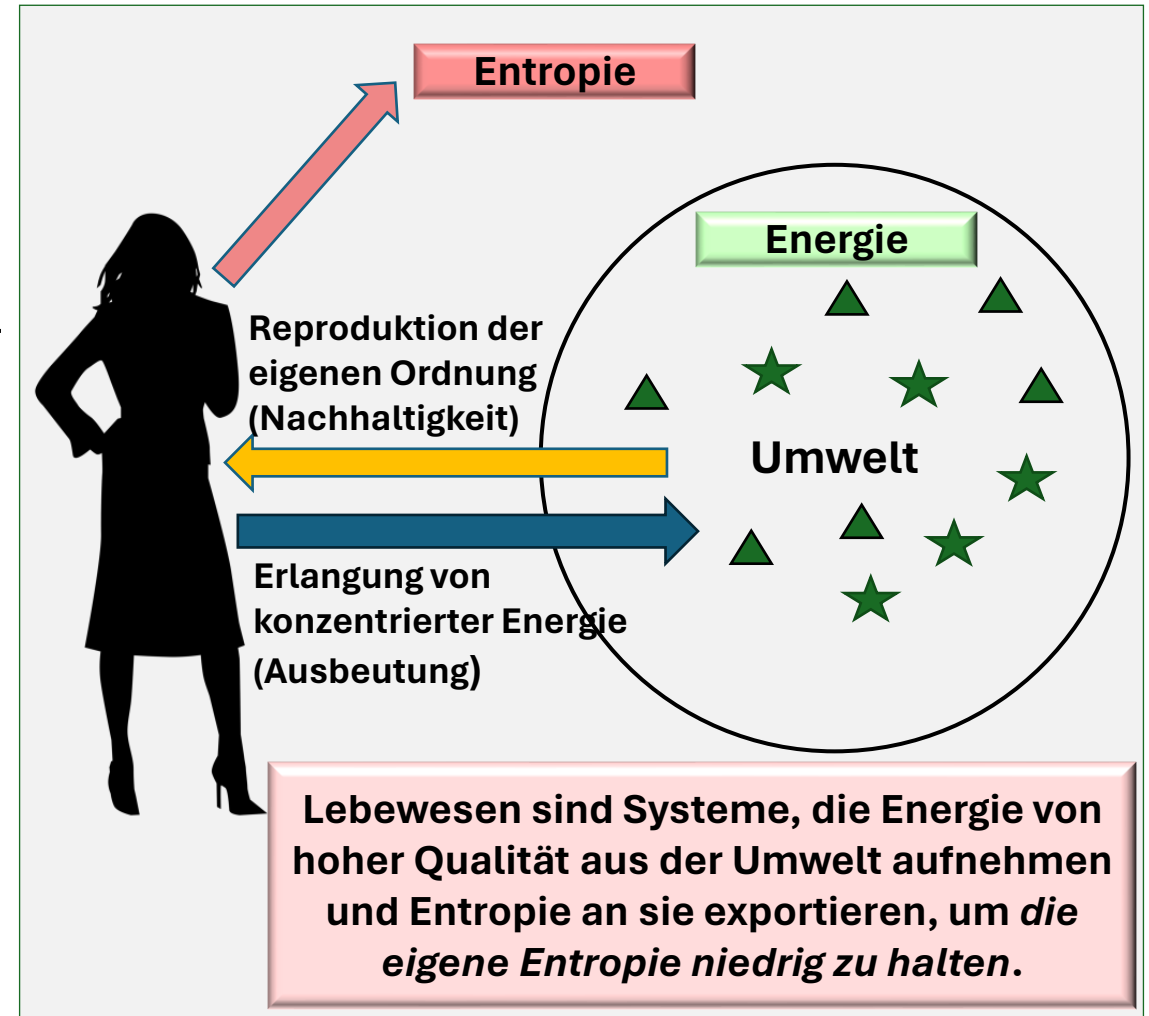 Entropie
Energie
Reproduktion der
eigenen Ordnung
(Nachhaltigkeit)
Umwelt
Erlangung von
konzentrierter Energie
(Ausbeutung)
Lebewesen sind Systeme, die Energie von
hoher Qualität aus der Umwelt aufnehmen
und Entropie an sie exportieren, um die
eigene Entropie niedrig zu halten.